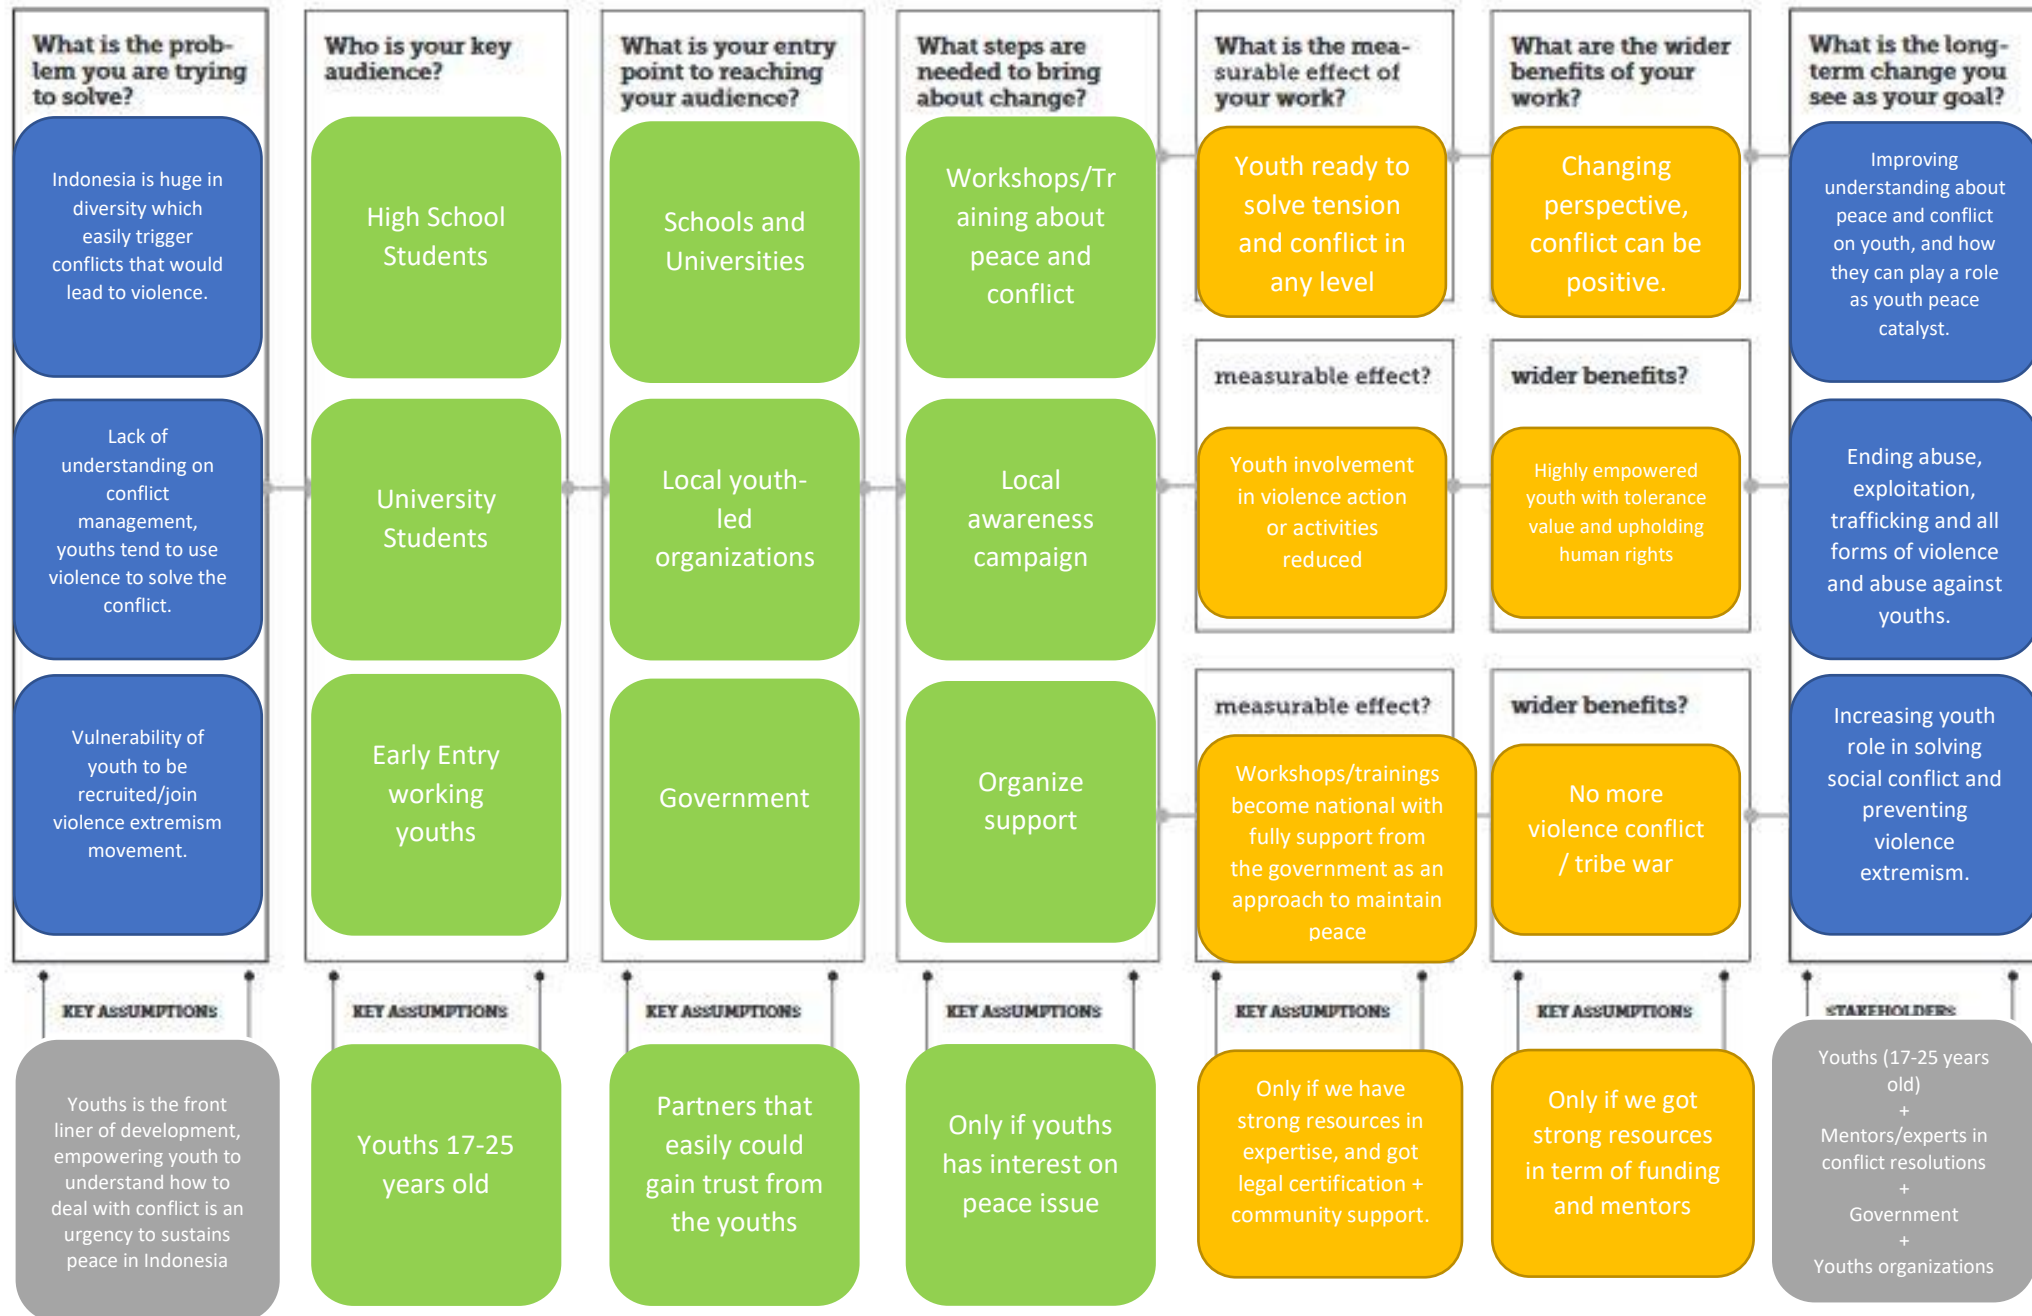 What is the prob-
lem you are trying
to solve?
Indonesia is huge in
diversity which
easily trigger
conflicts that would
lead to violence.
Lack of
understanding on
conflict
management,
youths tend to use
violence to solve the
conflict.
Vulnerability of
youth to be
recruited/join
violence extremism
movement.
KEY ASSUMPTIONS
Youths is the front
liner of development,
empowering youth to
understand how to
deal with conflict is an
urgency to sustains
peace in Indonesia
Who is your key
audience?
High School
Students
University
Students
Early Entry
working
youths
KEY ASSUMPTIONS
Youths 17-25
years old
What is your entry
point to reaching
your audience?
Schools and
Universities
Local youth-
led
organizations
Government
KEY ASSUMPTIONS
Partners that
easily could
gain trust from
the youths
What steps are
needed to bring
about change?
Workshops/Tr
aining about
peace and
conflict
Local
awareness
campaign
Organize
support
KEY ASSUMPTIONS
Only if youths
has interest on
peace issue
What is the mea-
surable effect of
your work?
Youth ready to
solve tension
and conflict in
any level
measurable effect?
Youth involvement
in violence action
or activities
reduced
measurable effect?
Workshops/trainings
become national with
fully support from
the government as an
approach to maintain
peace
KEY ASSUMPTIONS
Only if we have
strong resources in
expertise, and got
legal certification +
community support.
What are the wider
benefits of your
work?
Changing
perspective,
conflict can be
positive.
wider benefits?
Highly empowered
youth with tolerance
value and upholding
human rights
wider benefits?
No more
violence conflict
/ tribe war
KEY ASSUMPTIONS
Only if we got
strong resources
in term of funding
and mentors
What is the long-
term change you
see as your goal?
Improving
understanding about
peace and conflict
on youth, and how
they can play a role
as youth peace
catalyst.
Ending abuse,
exploitation,
trafficking and all
forms of violence
and abuse against
youths.
Increasing youth
role in solving
social conflict and
preventing
violence
extremism.
STAKEHOLDERS
Youths (17-25 years
old)
+
Mentors/experts in
conflict resolutions
+
Government
+
Youths organizations